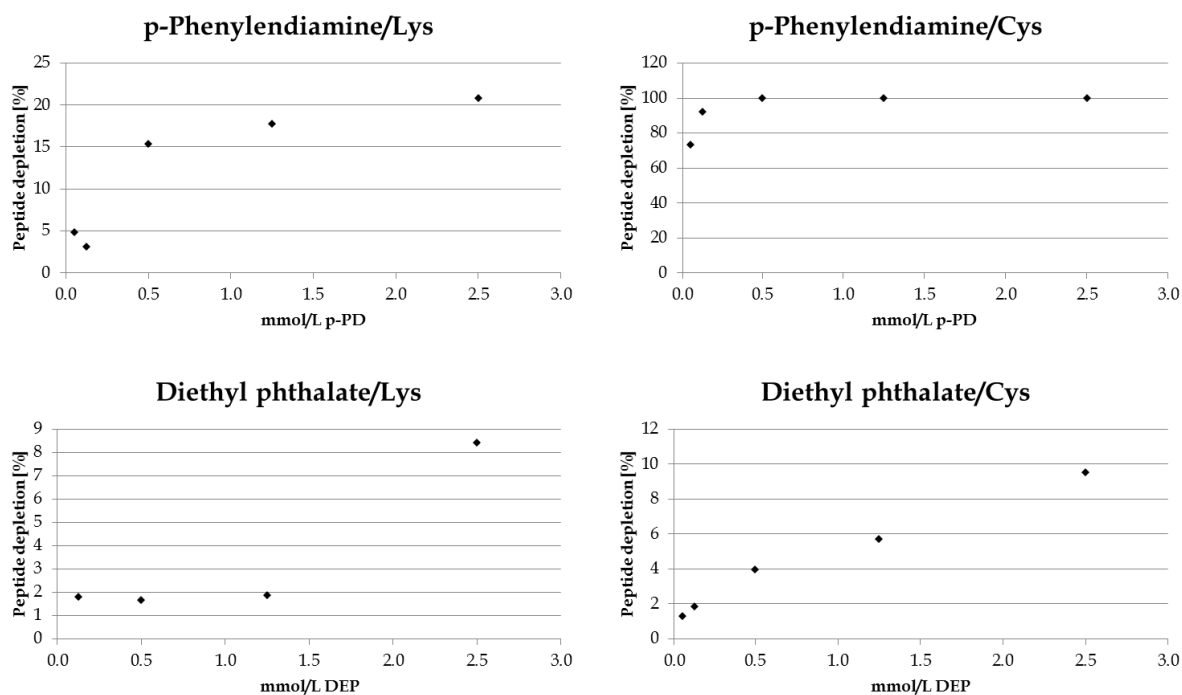 p-Phenylendiamine/Lys
Peptide depletion [%]
25
20
15
10
5
0
0.0 0.5 1.0 1.5 2.0 2.5 3.0
mmol/L p-PD
p-Phenylendiamine/Cys
Peptide depletion [%]
120
100
80
60
40
20
0
0.0 0.5 1.0 1.5 2.0 2.5 3.0
mmol/L p-PD
Diethyl phthalate/Lys
Peptide depletion [%]
9
8
7
6
5
4
3
2
1
0
0.0 0.5 1.0 1.5 2.0 2.5 3.0
mmol/L DEP
Diethyl phthalate/Cys
Peptide depletion [%]
12
10
8
6
4
2
0
0.0 0.5 1.0 1.5 2.0 2.5 3.0
mmol/L DEP